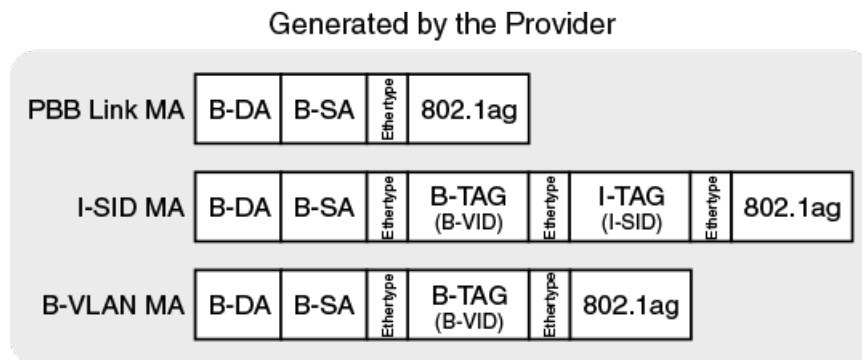 Generated by the Provider
PBB Link MA B-DA B-SA Ethertype 802.1ag
I-SID MA B-DA B-SA Ethertype B-TAG (B-VID) Ethertype I-TAG (I-SID) Ethertype 802.1ag
B-VLAN MA B-DA B-SA Ethertype B-TAG (B-VID) Ethertype 802.1ag